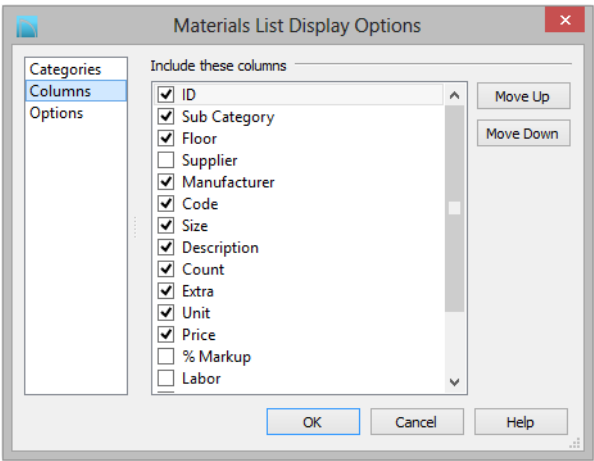 Materials List Display Options
Categories
Columns
Options
Include these columns
ID
Sub Category
Floor
Supplier
Manufacturer
Code
Size
Description
Count
Extra
Unit
Price
% Markup
Labor
Move Up
Move Down
OK
Cancel
Help